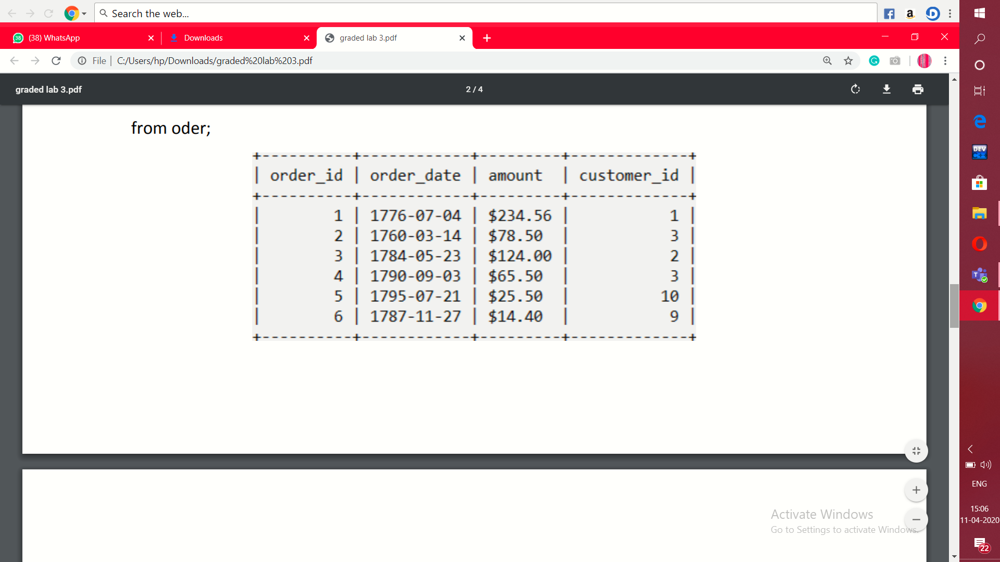 Search the web...
(38) WhatsApp
Downloads
graded lab 3.pdf
File | C:/Users/hp/Downloads/graded%20lab%203.pdf
graded lab 3.pdf
2 / 4
from oder;
+----------+------------+---------+-------------+
| order_id | order_date | amount  | customer_id |
+----------+------------+---------+-------------+
|        1 | 1776-07-04 | $234.56 |           1 |
|        2 | 1760-03-14 | $78.50  |           3 |
|        3 | 1784-05-23 | $124.00 |           2 |
|        4 | 1790-09-03 | $65.50  |           3 |
|        5 | 1795-07-21 | $25.50  |          10 |
|        6 | 1787-11-27 | $14.40  |           9 |
+----------+------------+---------+-------------+
Activate Windows
Go to Settings to activate Windows.
38
DEV
C++
T
ENG
15:06
11-04-2020
22